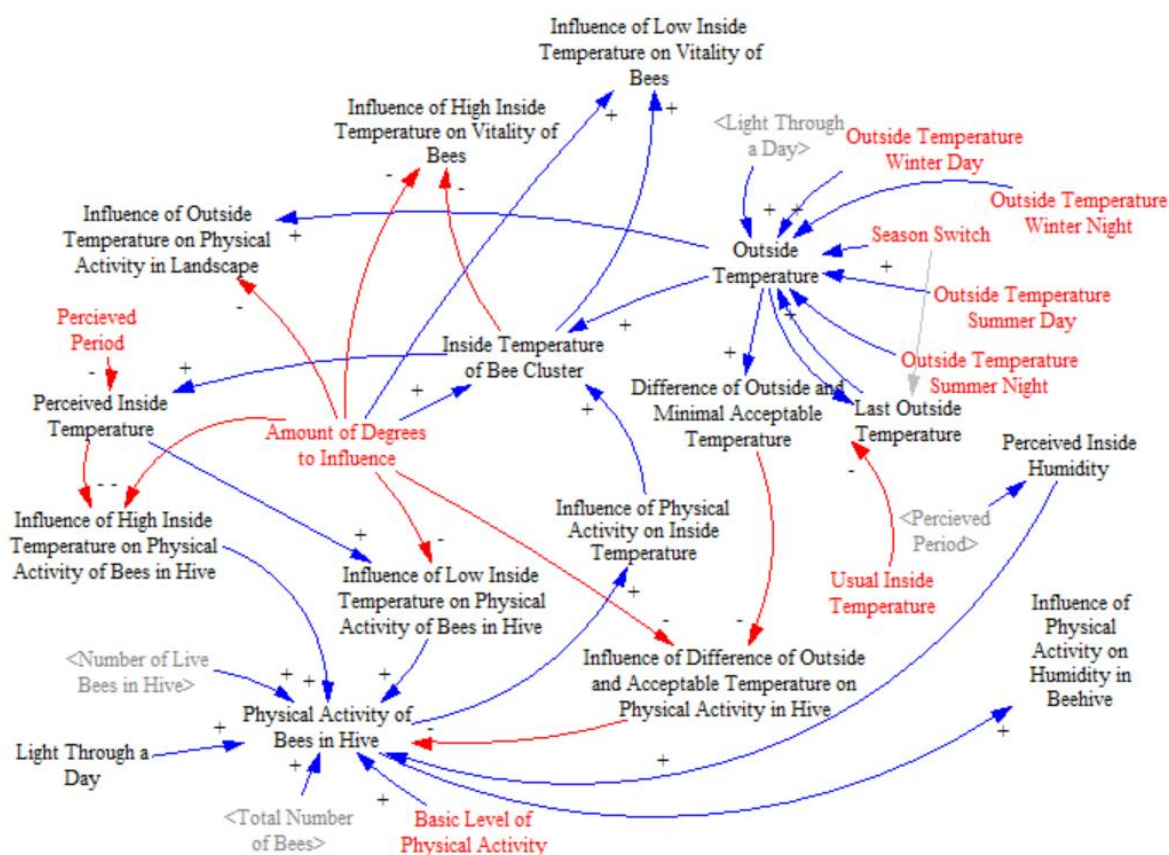 Influence of Low Inside
Temperature on Vitality of
Bees
Influence of High Inside
Temperature on Vitality of
Bees
<Light Through
a Day>
Outside Temperature
Winter Day
Outside Temperature
Winter Night
Influence of Outside
Temperature on Physical
Activity in Landscape
Season Switch
Outside
Temperature
Outside Temperature
Summer Day
Percieved
Period
Inside Temperature
of Bee Cluster
Outside Temperature
Summer Night
Difference of Outside and
Minimal Acceptable
Temperature
Perceived Inside
Temperature
Last Outside
Temperature
Amount of Degrees
to Influence
Perceived Inside
Humidity
Influence of High Inside
Temperature on Physical
Activity of Bees in Hive
Influence of Physical
Activity on Inside
Temperature
<Percieved
Period>
Influence of Low Inside
Temperature on Physical
Activity of Bees in Hive
Usual Inside
Temperature
Influence of
Physical
Activity on
Humidity in
Beehive
<Number of Live
Bees in Hive>
Influence of Difference of Outside
and Acceptable Temperature on
Physical Activity in Hive
Physical Activity of
Bees in Hive
Light Through a
Day
<Total Number
of Bees>
Basic Level of
Physical Activity